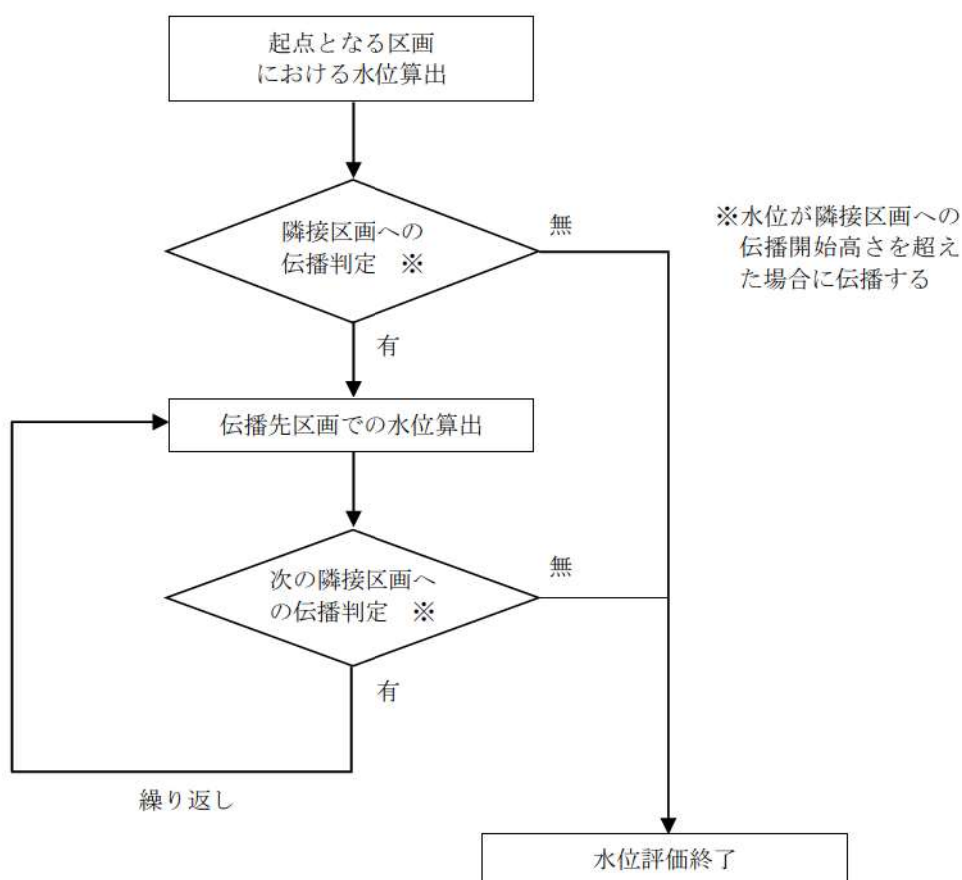 起点となる区画
における水位算出
隣接区画への
伝播判定　※
無
※水位が隣接区画への
伝播開始高さを超え
た場合に伝播する
有
伝播先区画での水位算出
次の隣接区画へ
の伝播判定　※
無
有
繰り返し
水位評価終了